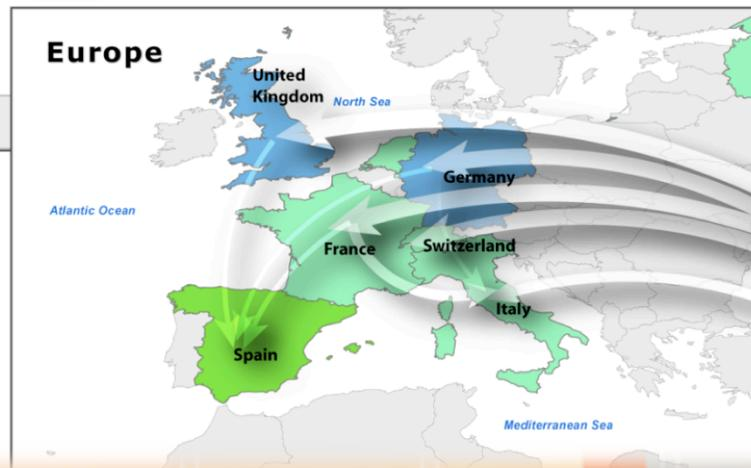 Europe
United
Kingdom
North Sea
Germany
Atlantic Ocean
France
Switzerland
Italy
Spain
Mediterranean Sea